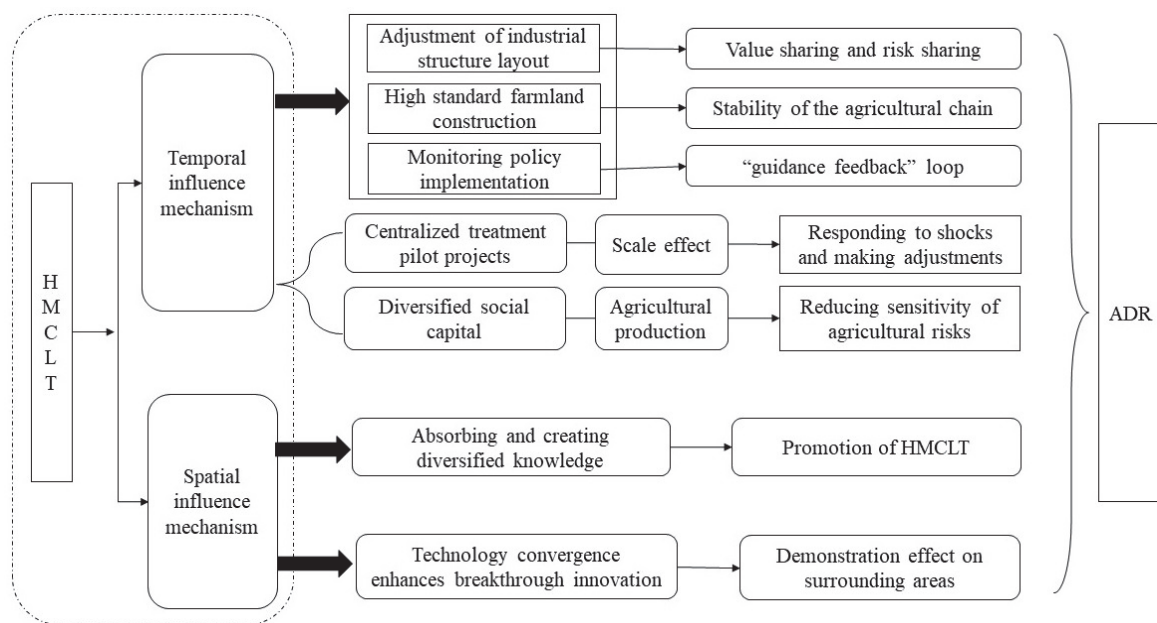 Adjustment of industrial
structure layout
Value sharing and risk sharing
High standard farmland
construction
Stability of the agricultural chain
Monitoring policy
implementation
“guidance feedback” loop
Temporal
influence
mechanism
Centralized treatment
pilot projects
Scale effect
Responding to shocks
and making adjustments
Diversified social
capital
Agricultural
production
Reducing sensitivity of
agricultural risks
H
M
C
L
T
ADR
Spatial
influence
mechanism
Absorbing and creating
diversified knowledge
Promotion of HMCLT
Technology convergence
enhances breakthrough innovation
Demonstration effect on
surrounding areas